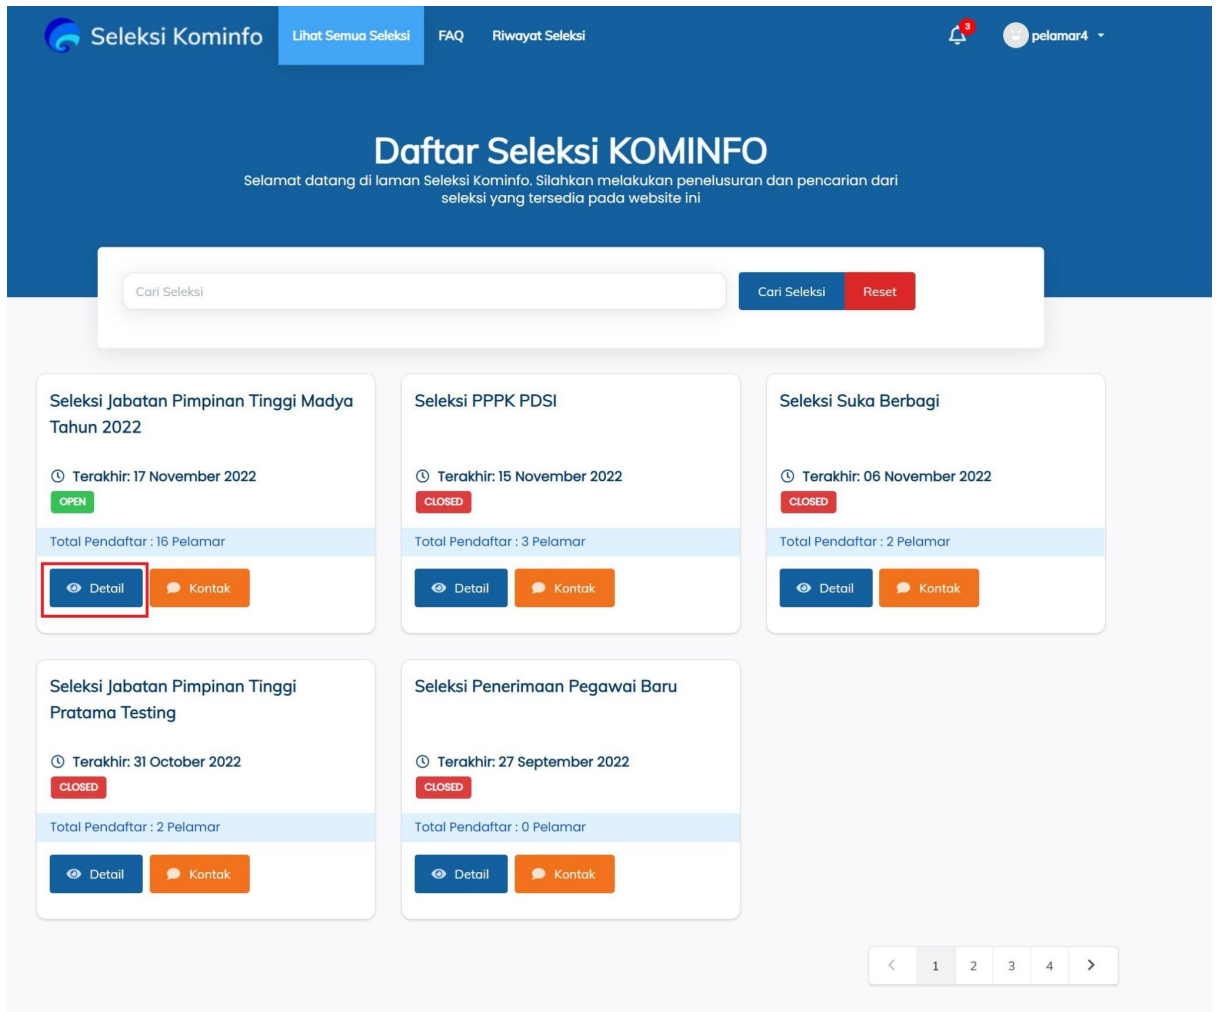 Seleksi Kominfo
Lihat Semua Seleksi
FAQ
Riwayat Seleksi
3
pelamar4
Daftar Seleksi KOMINFO
Selamat datang di laman Seleksi Kominfo. Silahkan melakukan penelusuran dan pencarian dari
seleksi yang tersedia pada website ini
Cari Seleksi
Cari Seleksi
Reset
Seleksi Jabatan Pimpinan Tinggi Madya
Tahun 2022
Terakhir: 17 November 2022
OPEN
Total Pendaftar : 16 Pelamar
Detail
Kontak
Seleksi PPPK PDSI
Terakhir: 15 November 2022
CLOSED
Total Pendaftar : 3 Pelamar
Detail
Kontak
Seleksi Suka Berbagi
Terakhir: 06 November 2022
CLOSED
Total Pendaftar : 2 Pelamar
Detail
Kontak
Seleksi Jabatan Pimpinan Tinggi
Pratama Testing
Terakhir: 31 October 2022
CLOSED
Total Pendaftar : 2 Pelamar
Detail
Kontak
Seleksi Penerimaan Pegawai Baru
Terakhir: 27 September 2022
CLOSED
Total Pendaftar : 0 Pelamar
Detail
Kontak
1 2 3 4